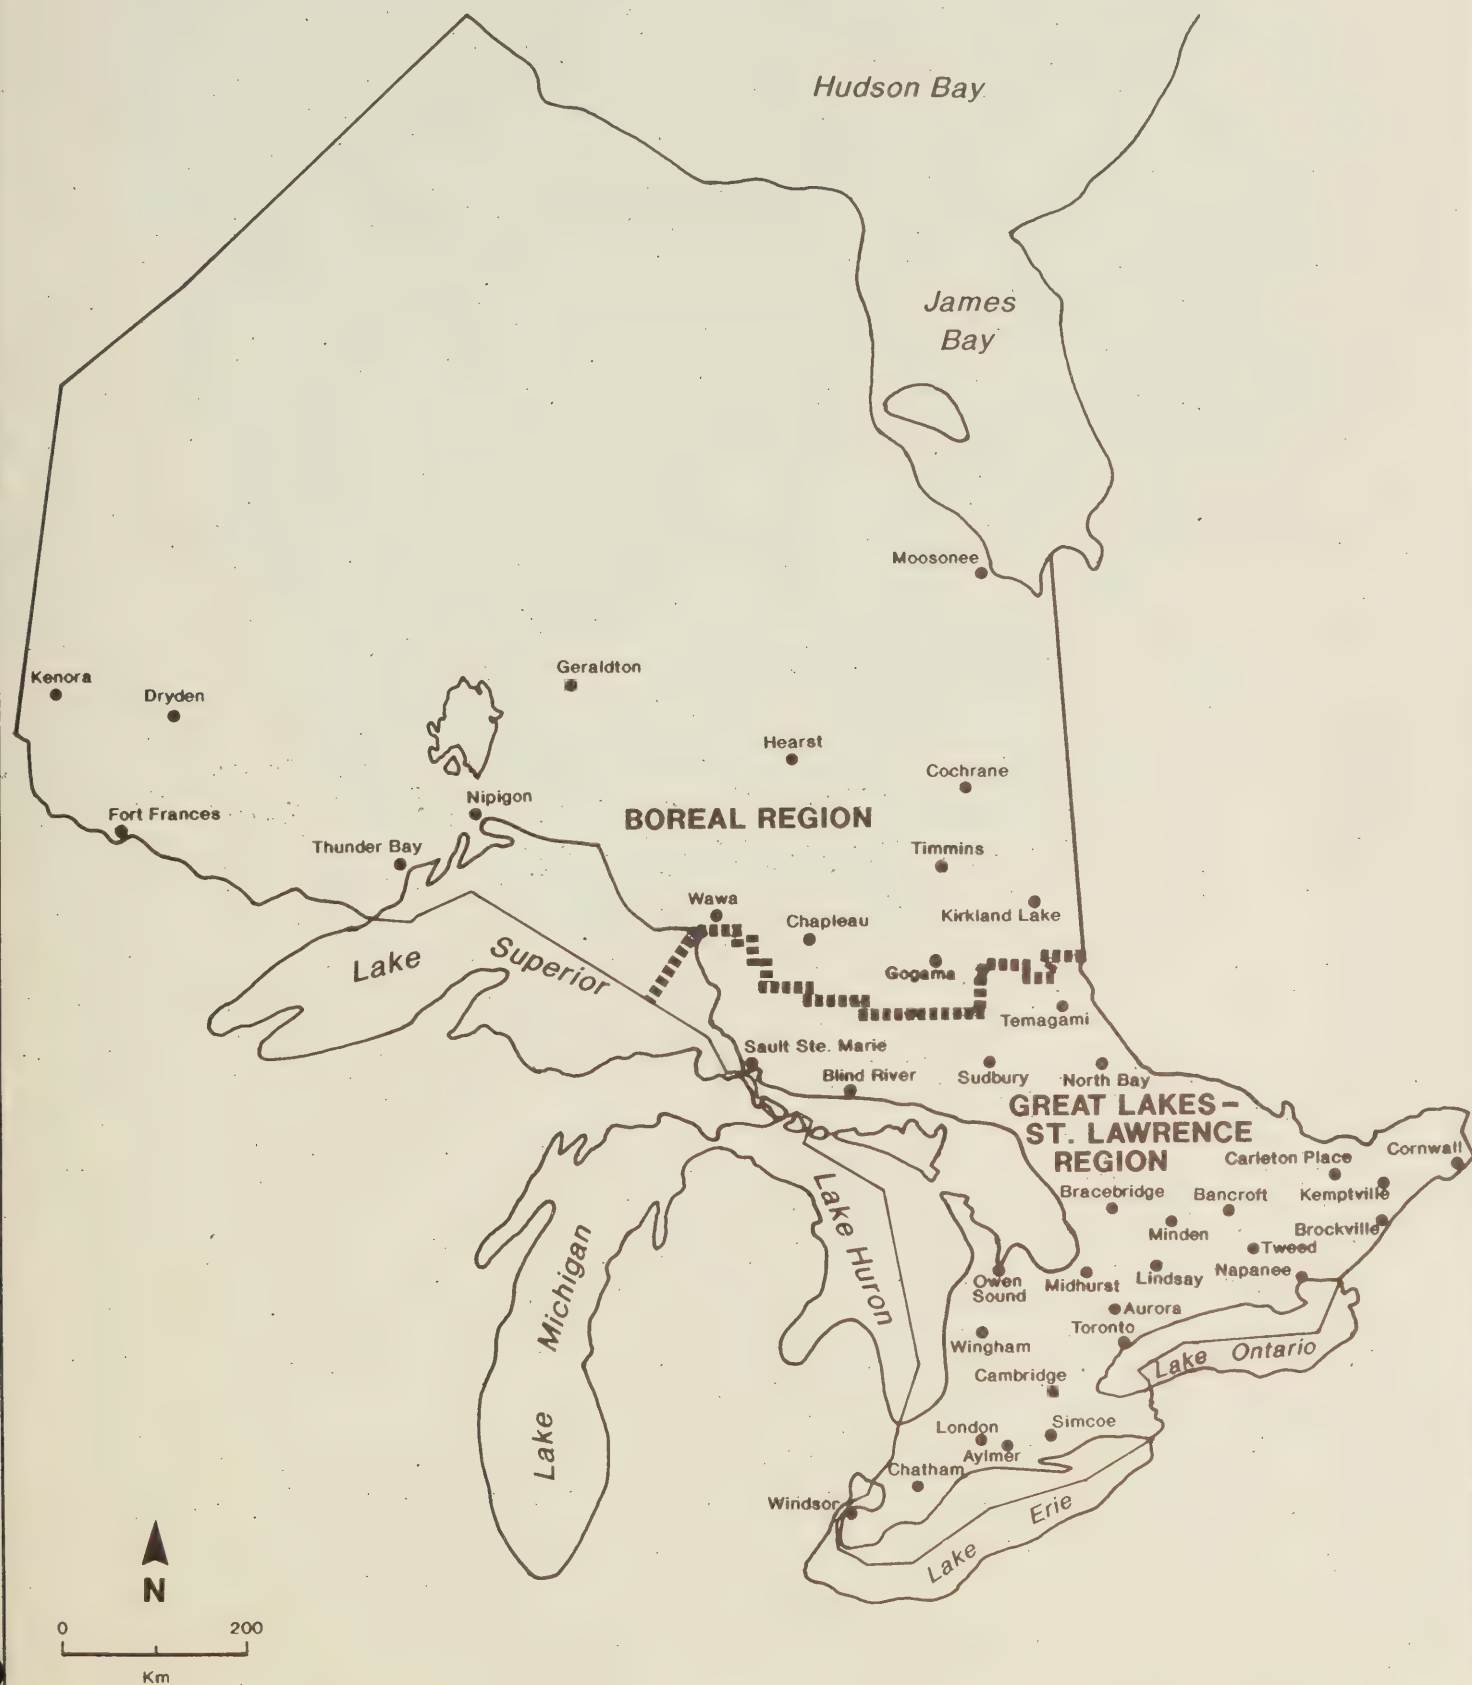 Hudson Bay
James
Bay
Moosonee
Kenora
Dryden
Geraldton
Hearst
Cochrane
Nipigon
Fort Frances
Thunder Bay
BOREAL REGION
Timmins
Wawa
Chapleau
Kirkland Lake
Lake Superior
Gogama
Temagami
Sault Ste. Marie
Blind River
Sudbury
North Bay
GREAT LAKES-
ST. LAWRENCE
REGION
Carleton Place
Cornwall
Bracebridge
Bancroft
Kemptville
Minden
Brockville
Tweed
Lake Huron
Lake Michigan
Owen
Sound
Midhurst
Lindsay
Napanee
Aurora
Toronto
Wingham
Lake Ontario
Cambridge
London
Simcoe
Aylmer
Chatham
Windsor
Lake Erie
N
0 200
Km